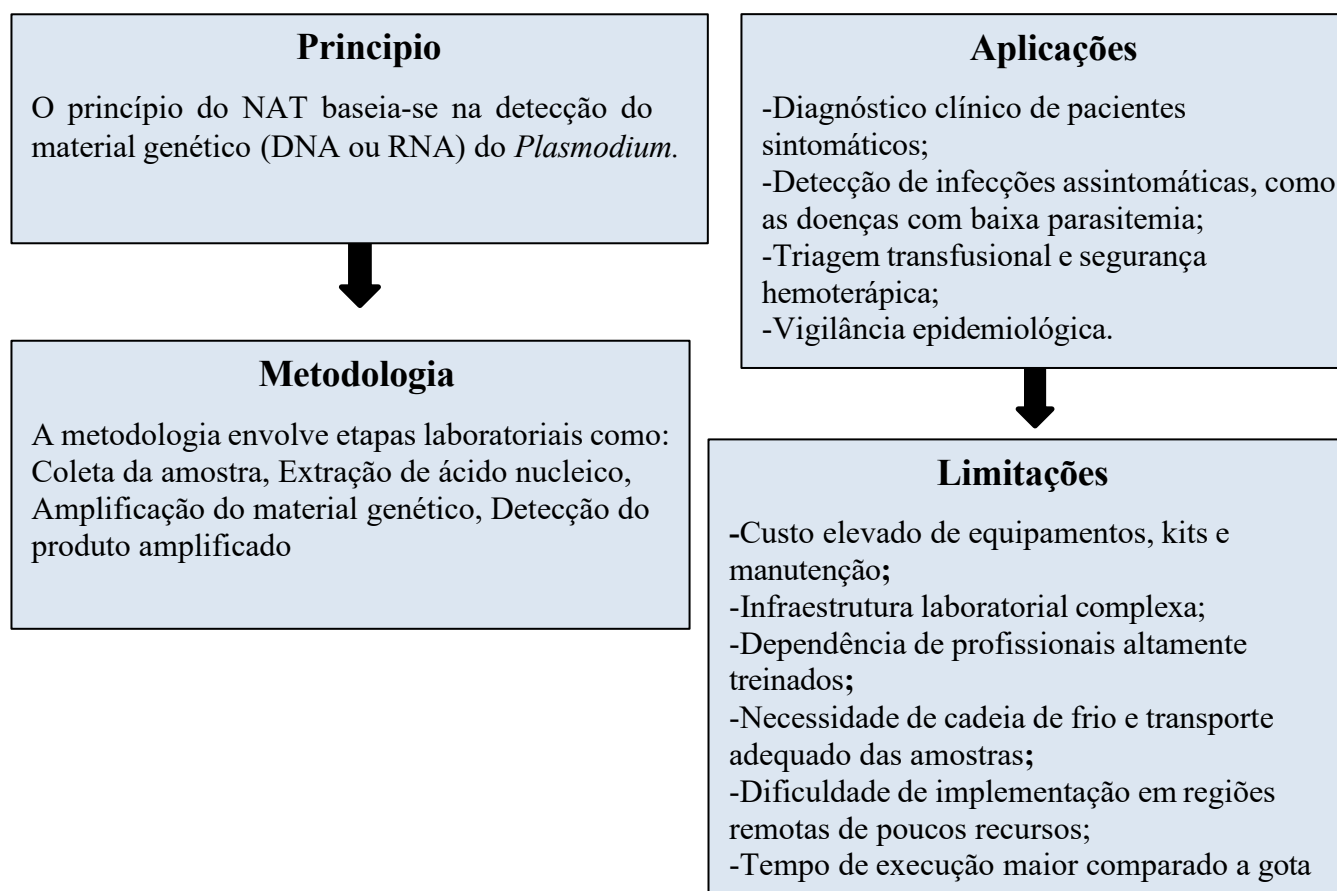 Principio
O princípio do NAT baseia-se na detecção do
material genético (DNA ou RNA) do Plasmodium.
Metodologia
A metodologia envolve etapas laboratoriais como:
Coleta da amostra, Extração de ácido nucleico,
Amplificação do material genético, Detecção do
produto amplificado
Aplicações
-Diagnóstico clínico de pacientes
sintomáticos;
-Detecção de infecções assintomáticas, como
as doenças com baixa parasitemia;
-Triagem transfusional e segurança
hemoterápica;
-Vigilância epidemiológica.
Limitações
-Custo elevado de equipamentos, kits e
manutenção;
-Infraestrutura laboratorial complexa;
-Dependência de profissionais altamente
treinados;
-Necessidade de cadeia de frio e transporte
adequado das amostras;
-Dificuldade de implementação em regiões
remotas de poucos recursos;
-Tempo de execução maior comparado a gota